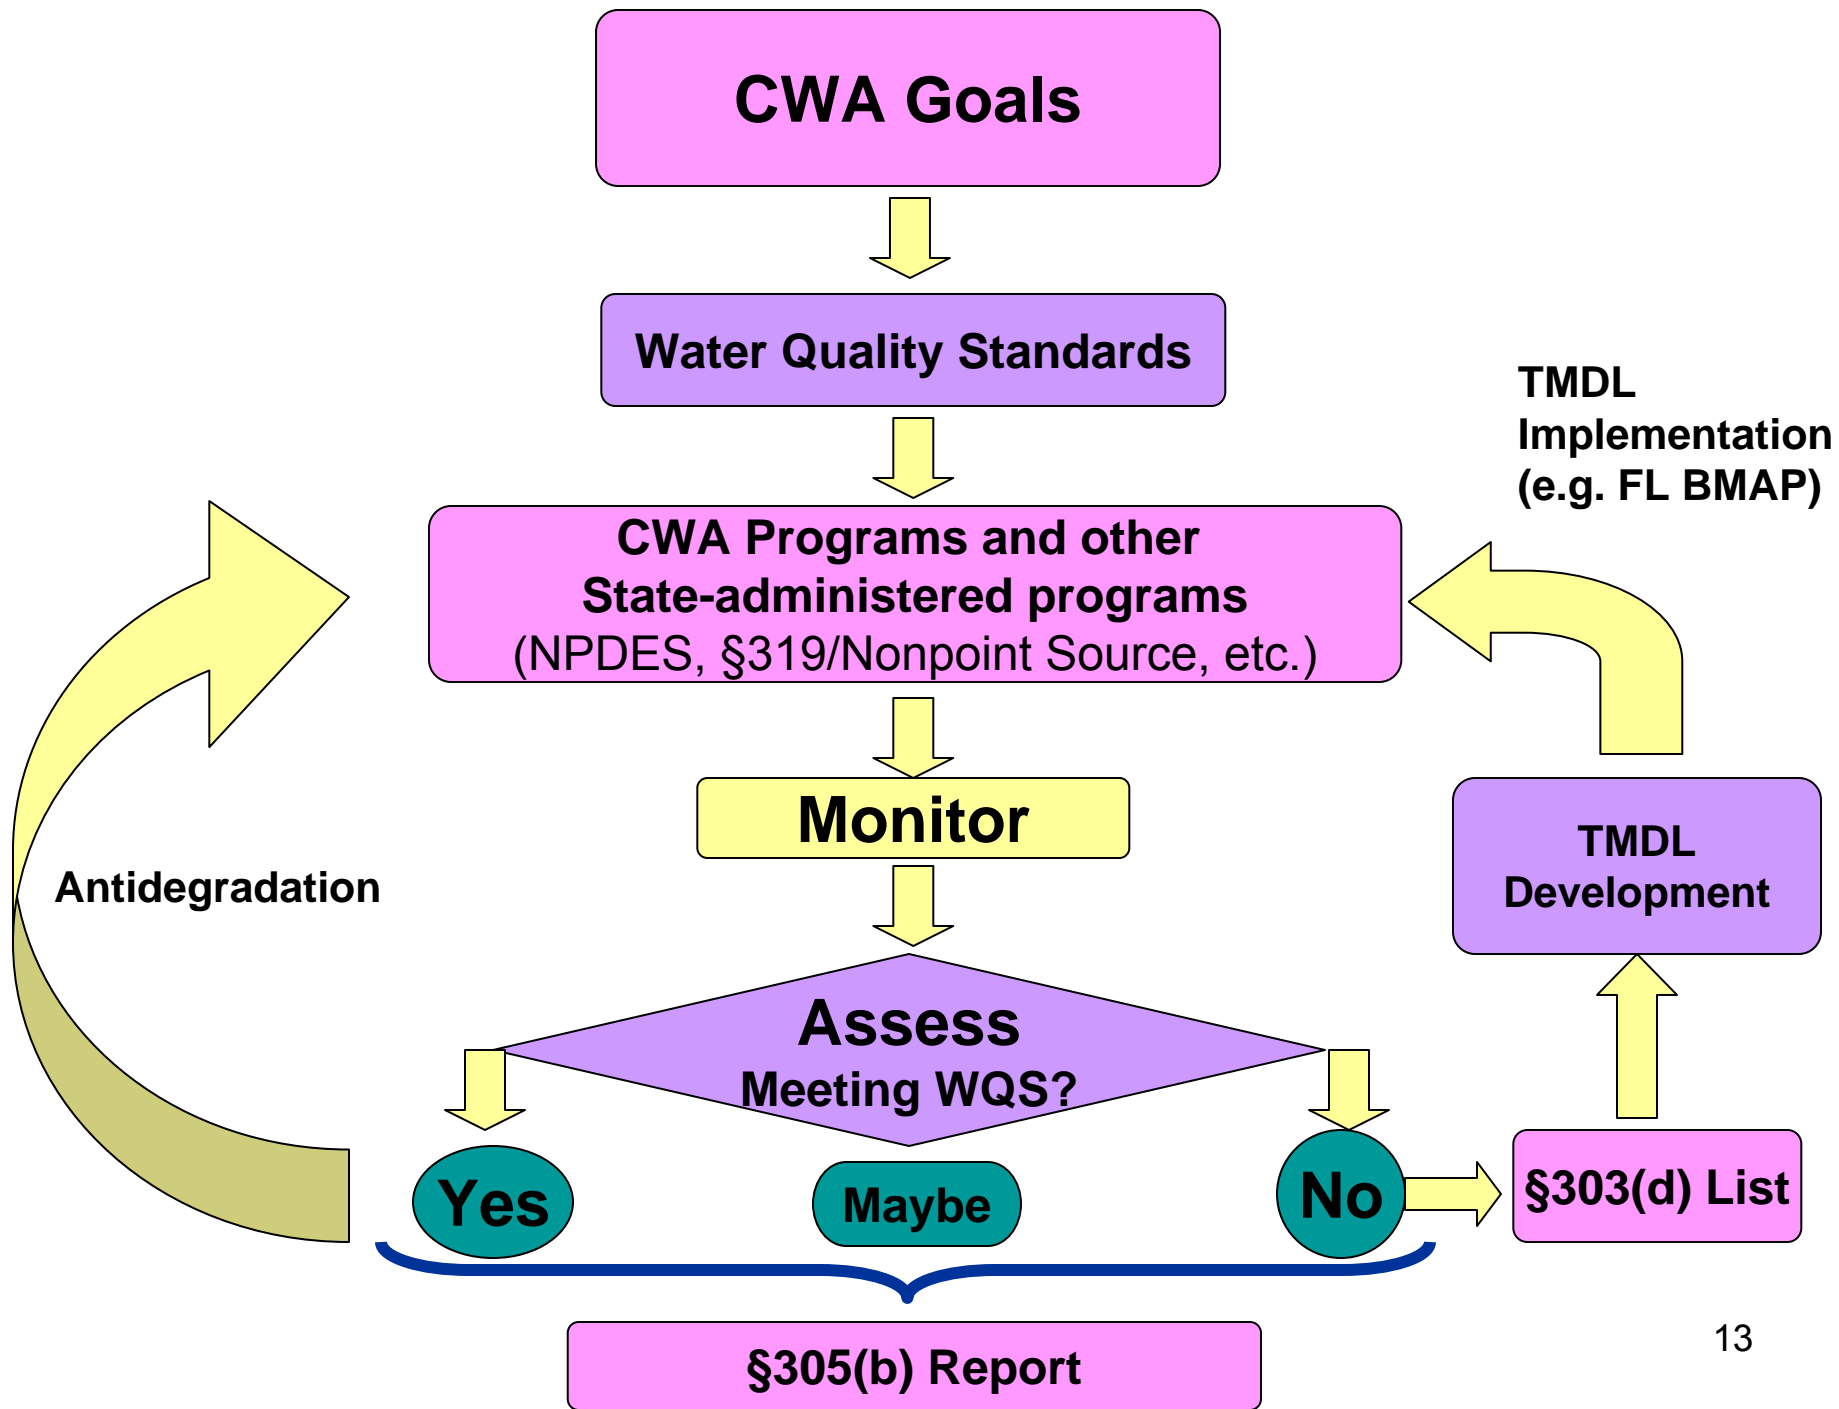 CWA Goals
Water Quality Standards
TMDL
Implementation
(e.g. FL BMAP)
CWA Programs and other
State-administered programs
(NPDES, §319/Nonpoint Source, etc.)
Monitor
TMDL
Development
Antidegradation
Assess
Meeting WQS?
Yes
Maybe
No
§303(d) List
§305(b) Report
13